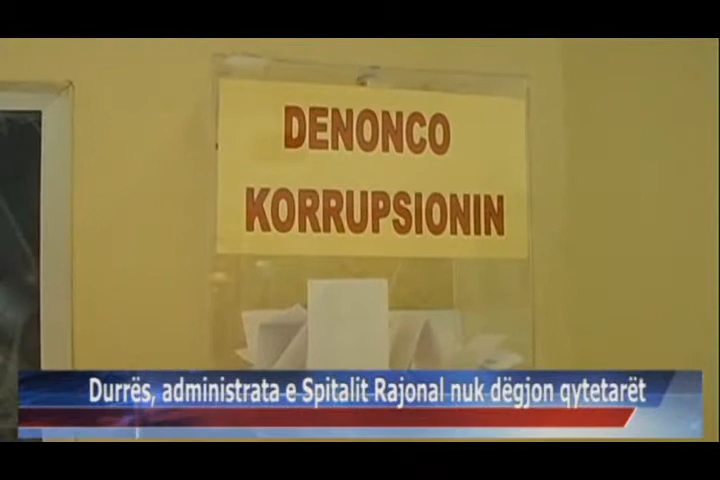 DENONCO
KORRUPSIONIN
Durrës, administrata e Spitalit Rajonal nuk dëgjon qytetarët